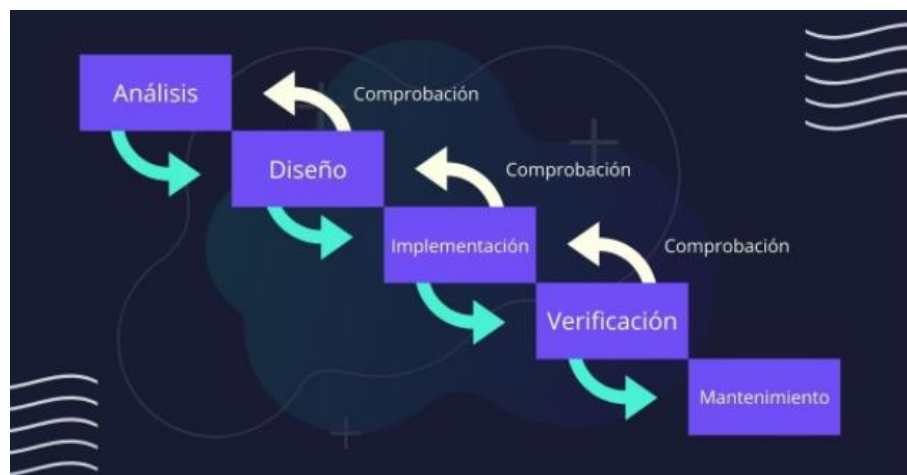 Análisis
Comprobación
Diseño
Comprobación
Implementación
Comprobación
Verificación
Mantenimiento